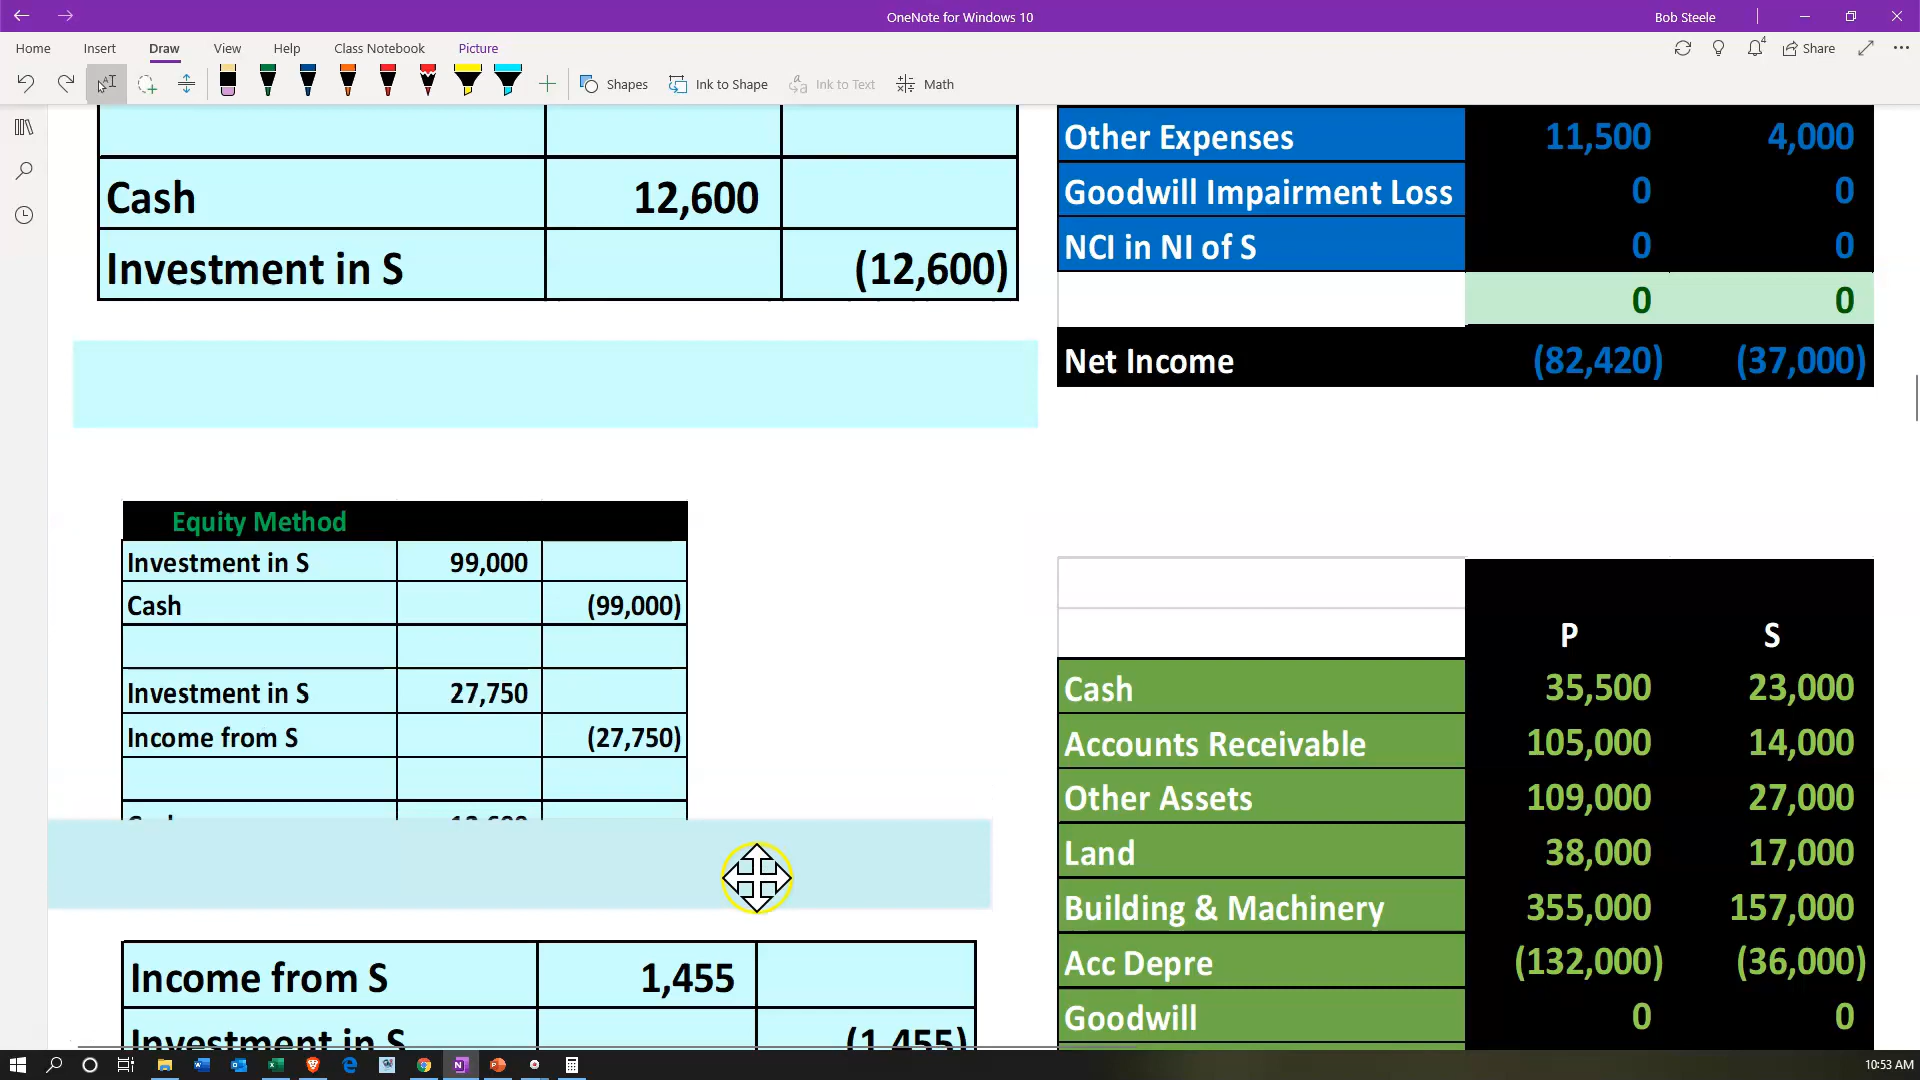 OneNote for Windows 10
Bob Steele
Home Insert Draw View Help Class Notebook Picture
Share
Shapes Ink to Shape Ink to Text Math
Cash 12,600
Investment in S (12,600)
Equity Method
Investment in S 99,000
Cash (99,000)
Investment in S 27,750
Income from S (27,750)
Income from S 1,455
Investment in S (1,455)
Other Expenses 11,500 4,000
Goodwill Impairment Loss 0 0
NCI in NI of S 0 0
0 0
Net Income (82,420) (37,000)
P S
Cash 35,500 23,000
Accounts Receivable 105,000 14,000
Other Assets 109,000 27,000
Land 38,000 17,000
Building & Machinery 355,000 157,000
Acc Depre (132,000) (36,000)
Goodwill 0 0
10:53 AM